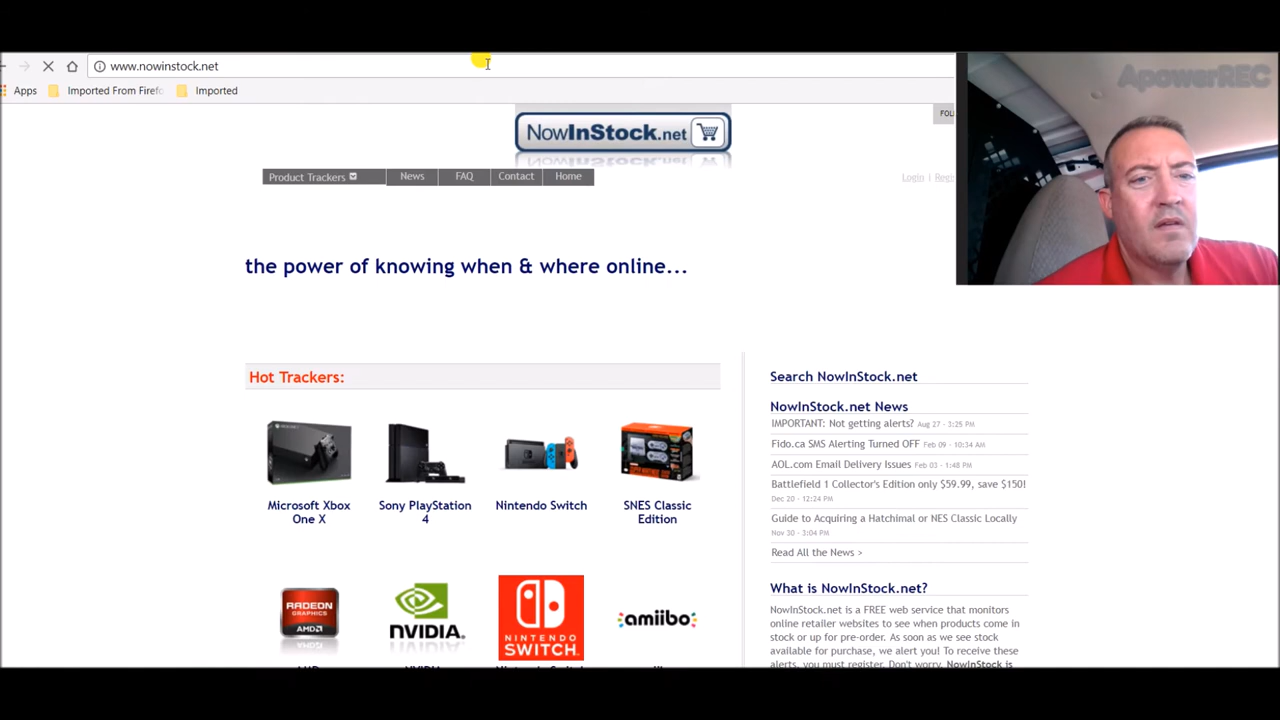 www.nowinstock.net
ApowerREC
Apps
Imported From Firefo
Imported
NowInStock.net
FOL
Product Trackers
News
FAQ
Contact
Home
Login | Regis
the power of knowing when & where online...
Hot Trackers:
Microsoft Xbox
One X
Sony PlayStation
4
Nintendo Switch
SNES Classic
Edition
RADEON
GRAPHICS
AMD
NVIDIA.
NINTENDO
SWITCH
amiibo
Search NowInStock.net
NowInStock.net News
IMPORTANT: Not getting alerts? Aug 27 - 3:25 PM
Fido.ca SMS Alerting Turned OFF Feb 09 - 10:34 AM
AOL.com Email Delivery Issues Feb 03 - 1:48 PM
Battlefield 1 Collector's Edition only $59.99, save $150!
Dec 20 - 12:24 PM
Guide to Acquiring a Hatchimal or NES Classic Locally
Nov 30 - 3:04 PM
Read All the News >
What is NowInStock.net?
NowInStock.net is a FREE web service that monitors
online retailer websites to see when products come in
stock or up for pre-order. As soon as we see stock
available for purchase, we alert you! To receive these
alerts, you must register. Don't worry, NowInStock is